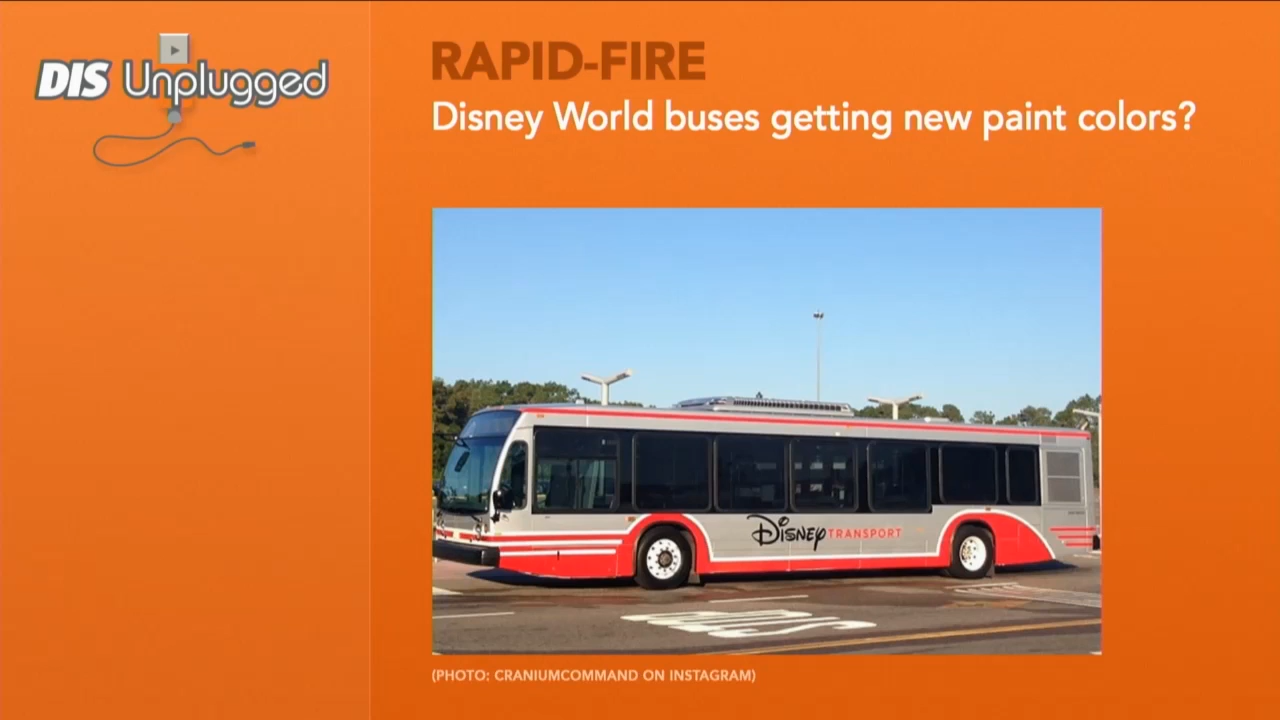 DIS Unplugged
RAPID-FIRE
Disney World buses getting new paint colors?
Disney TRANSPORT
(PHOTO: CRANIUMCOMMAND ON INSTAGRAM)